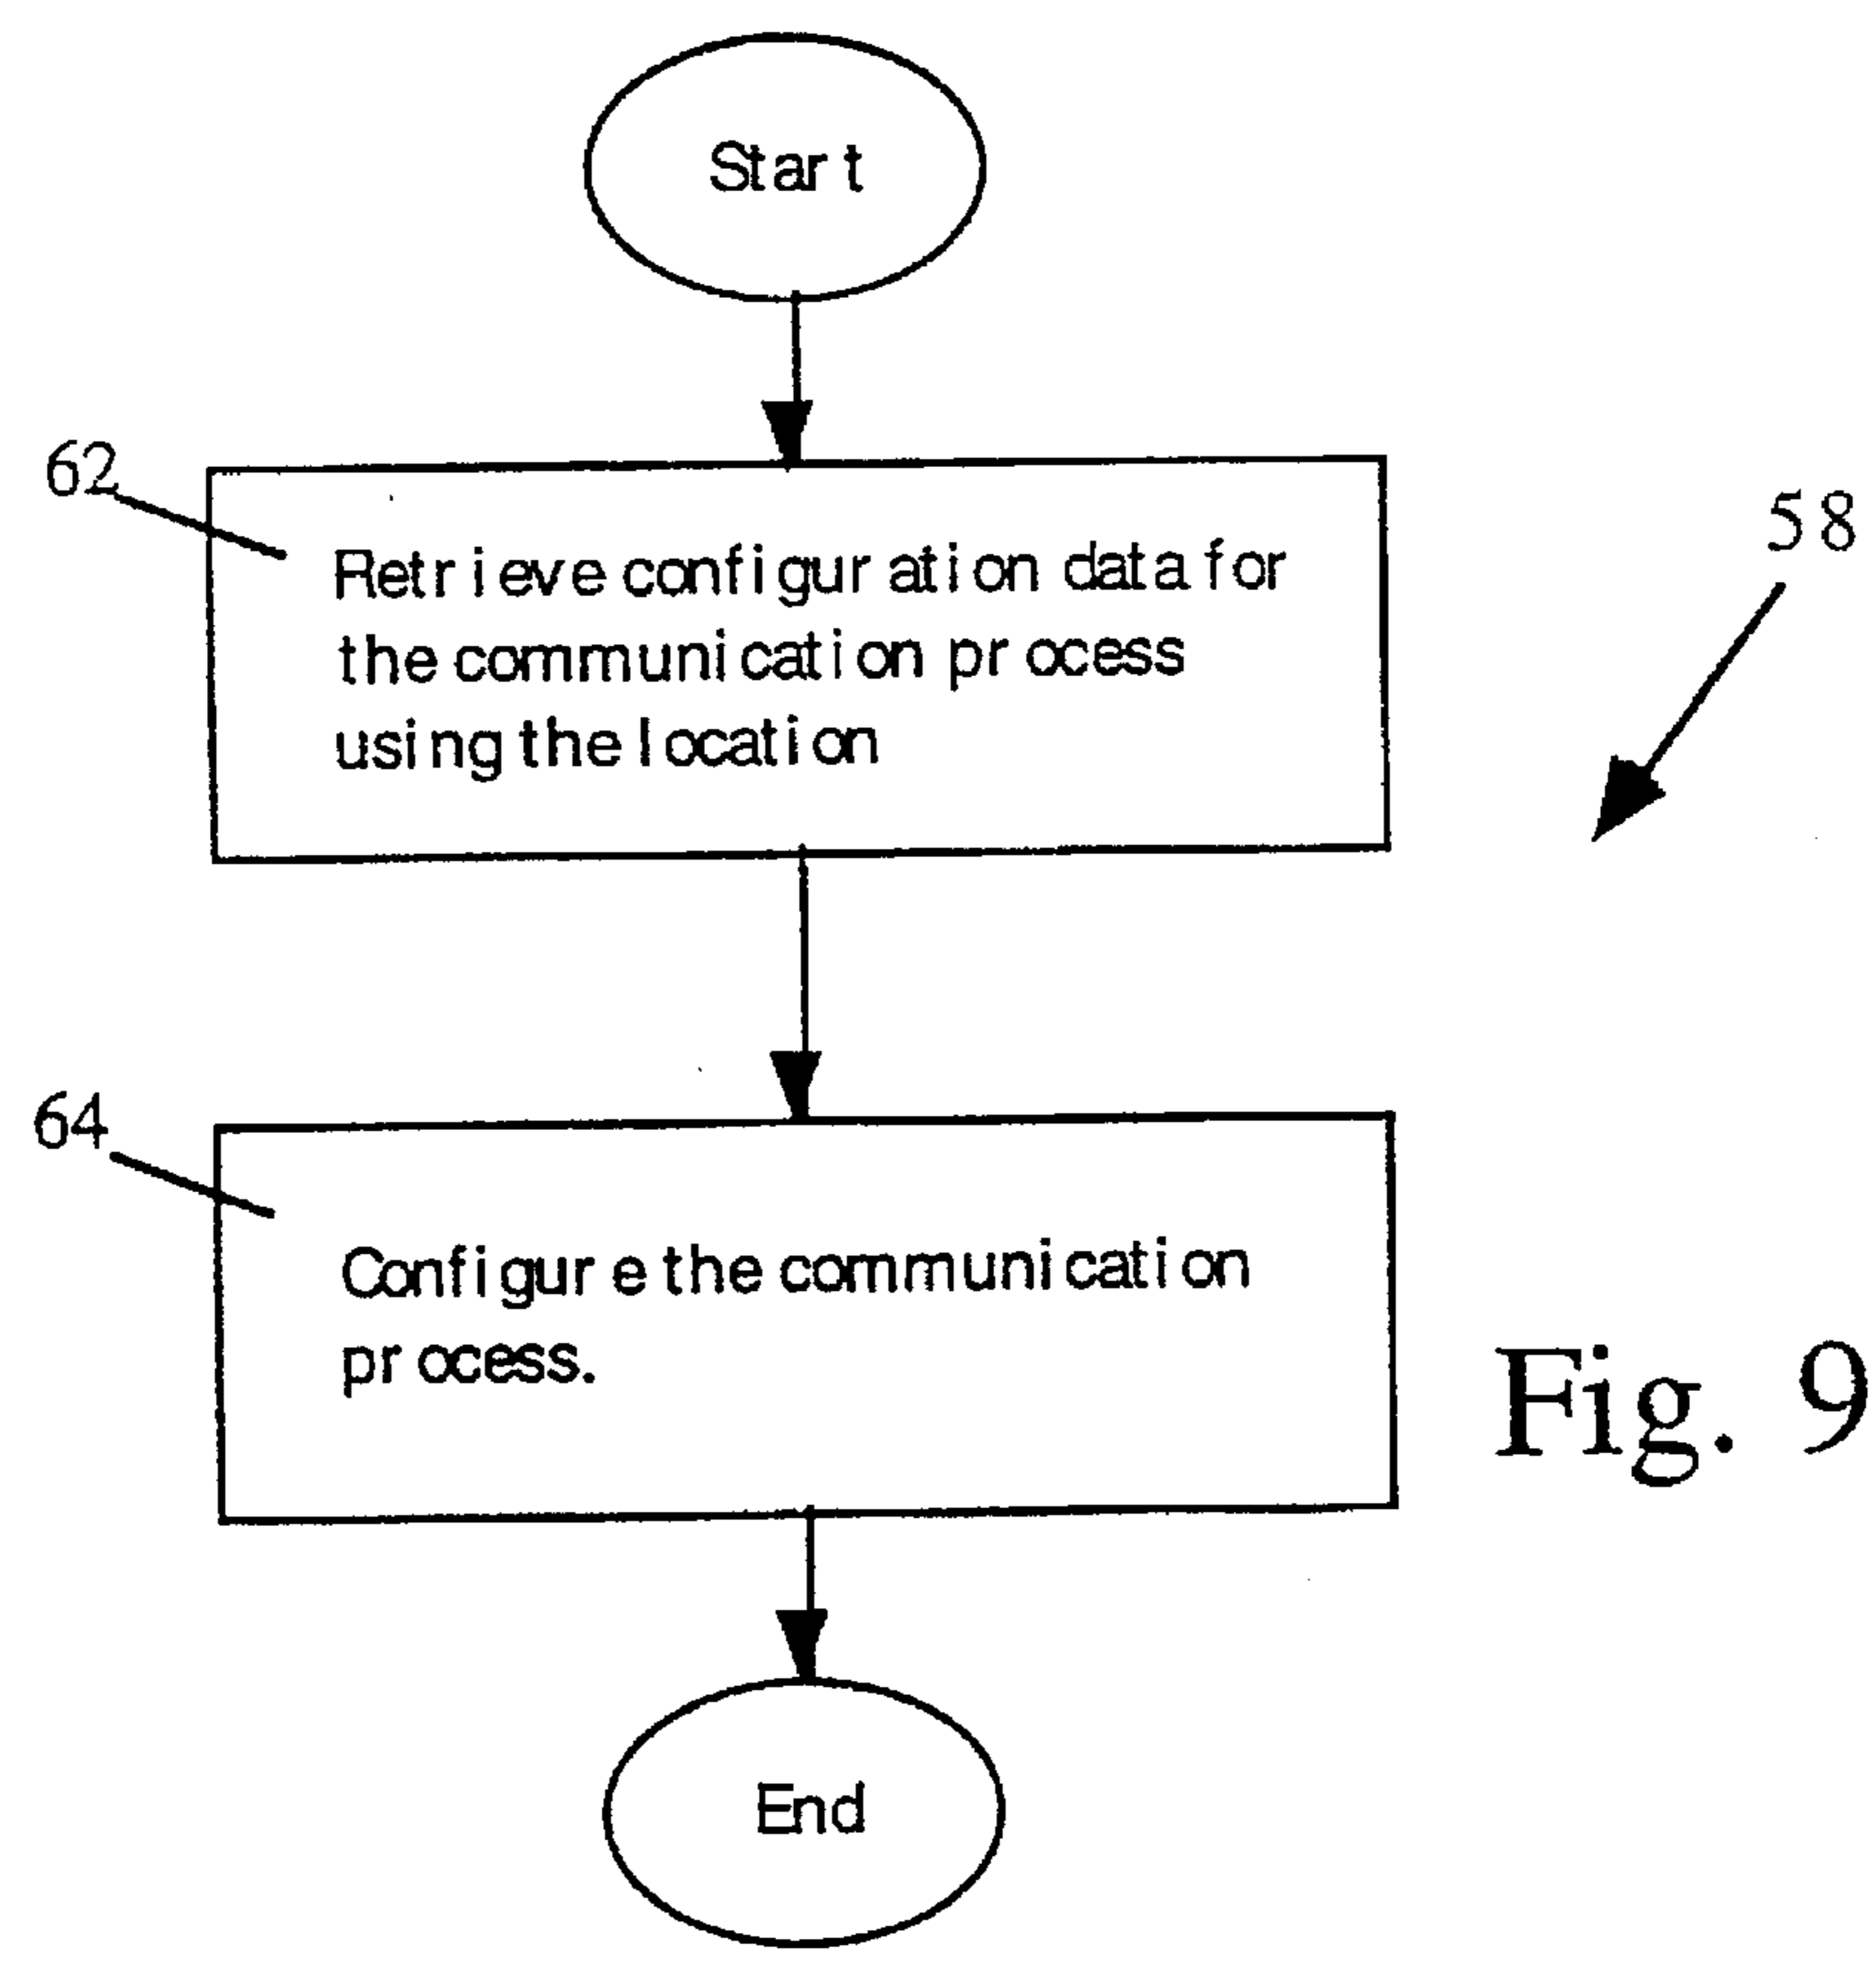 Start
62
Retrieve configuration data for
the communication process
using the location
58
64
Configure the communication
process.
Fig. 9
End